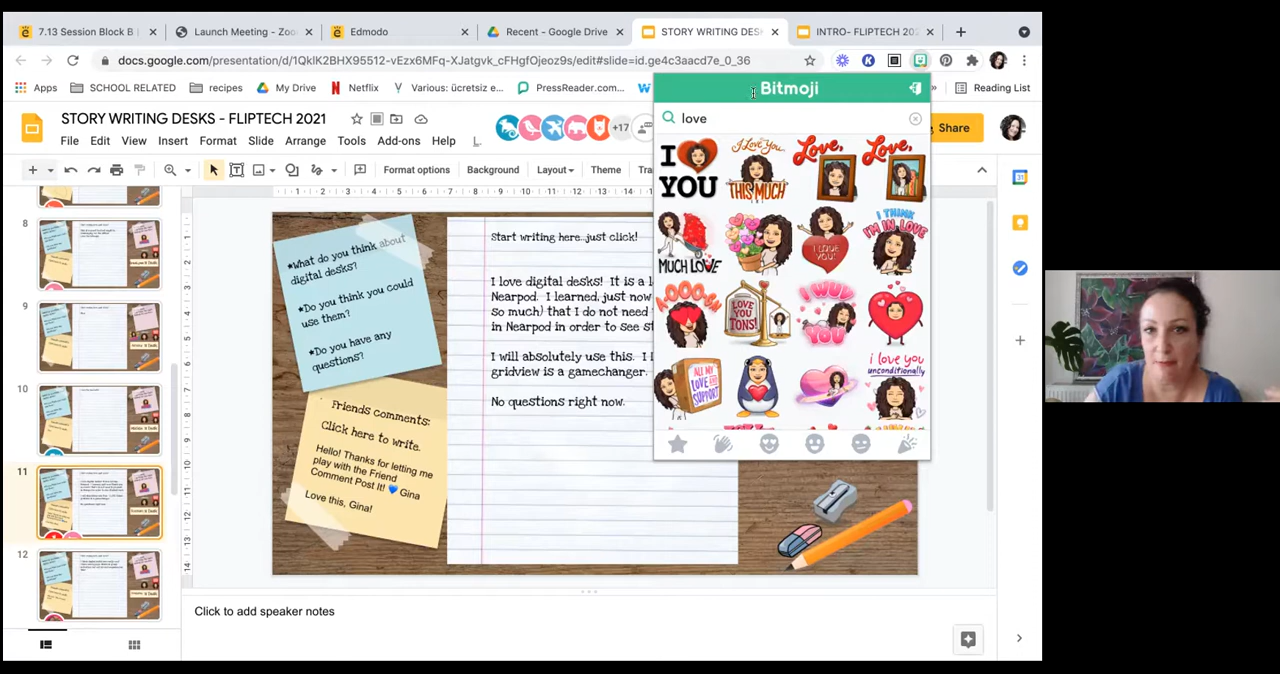 7.13 Session Block B
Launch Meeting - Zoo
Edmodo
Recent - Google Drive
STORY WRITING DESKS
INTRO- FLIPTECH 202
docs.google.com/presentation/d/1QklK2BHX95512-vEzx6MFq-XJatgvk_cFHgfOjeoz9s/edit#slide=id.ge4c3aacd7e_0_36
Apps
SCHOOL RELATED
recipes
My Drive
Netflix
Various: ücretsiz e...
PressReader.com...
Reading List
STORY WRITING DESKS - FLIPTECH 2021
+17
Share
File Edit View Insert Format Slide Arrange Tools Add-ons Help
Format options
Background
Layout
Theme
Tra
Bitmoji
love
I YOU
I Love You THIS MUCH
Love,
Love,
MUCH LOVE
I LOVE YOU!
I THINK I'M IN LOVE
LOVE YOU TONS!
I WUV YOU
ALL MY LOVE AND SUPPORT
i love you unconditionally
8
9
10
11
12
*What do you think about
digital desks?
*Do you think you could
use them?
*Do you have any
questions?
Friends comments:
Click here to write.
Hello! Thanks for letting me
play with the Friend
Comment Post It! 💙 Gina
Love this, Gina!
Start writing here...just click!
I love digital desks! It is a l
Nearpod. I learned, just now
so much) that I do not need
in Nearpod in order to see st
I will absolutely use this. I l
gridview is a gamechanger.
No questions right now.
Click to add speaker notes